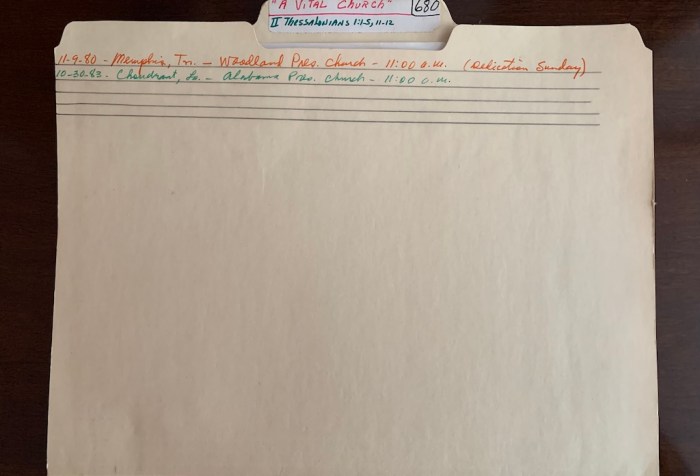 "A VITAL CHURCH"
680
II THESSALONIANS 1:1-5, 11-12
11-9-80 - Memphis, Tn. - Woodland Pres. Church - 11:00 a.m. (Dedication Sunday)
10-30-83. Choudrant, La. - Alabama Pres. Church - 11:00 a.m.